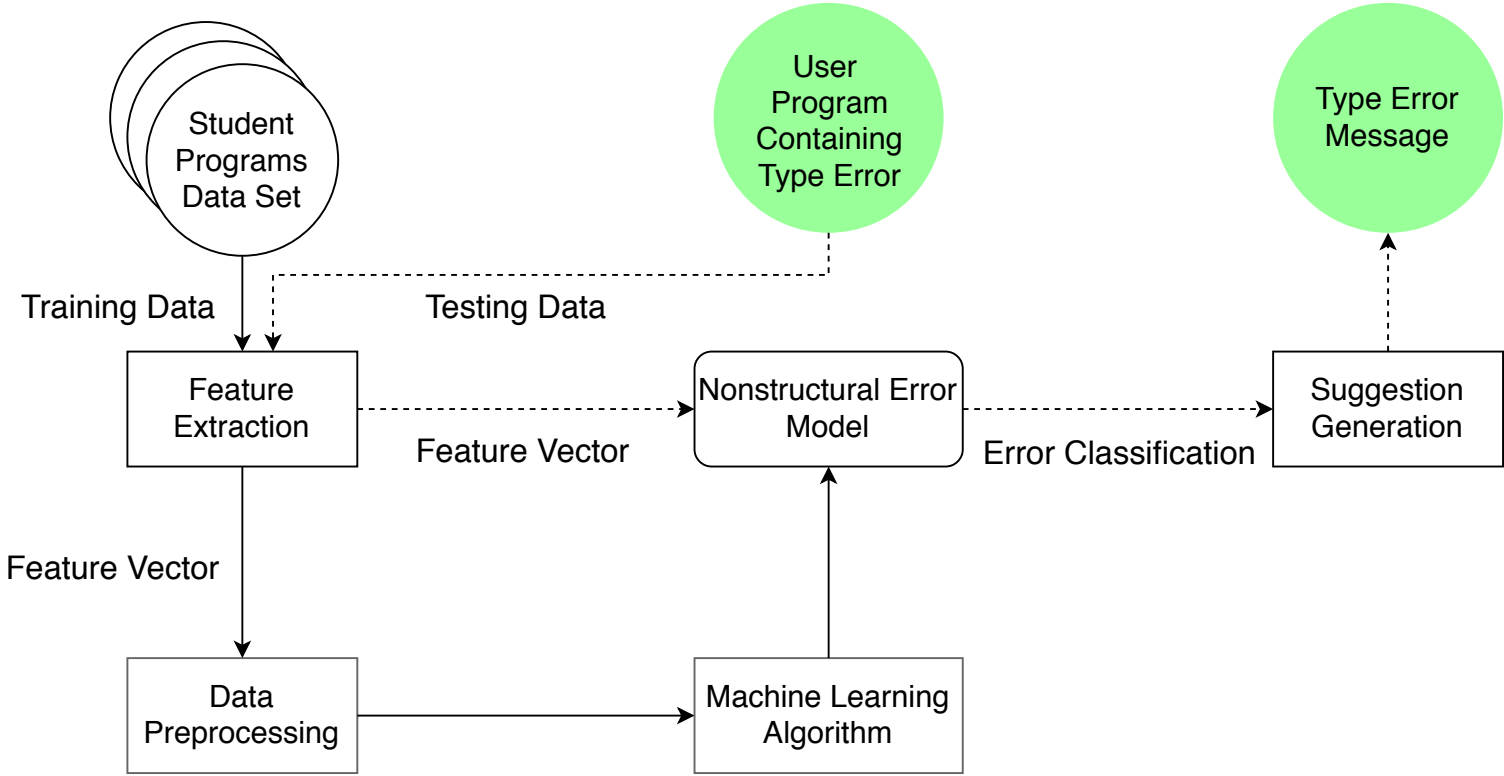 Student
Programs
Data Set
User
Program
Containing
Type Error
Type Error
Message
Training Data
Testing Data
Feature
Extraction
Feature Vector
Nonstructural Error
Model
Error Classification
Suggestion
Generation
Feature Vector
Data
Preprocessing
Machine Learning
Algorithm